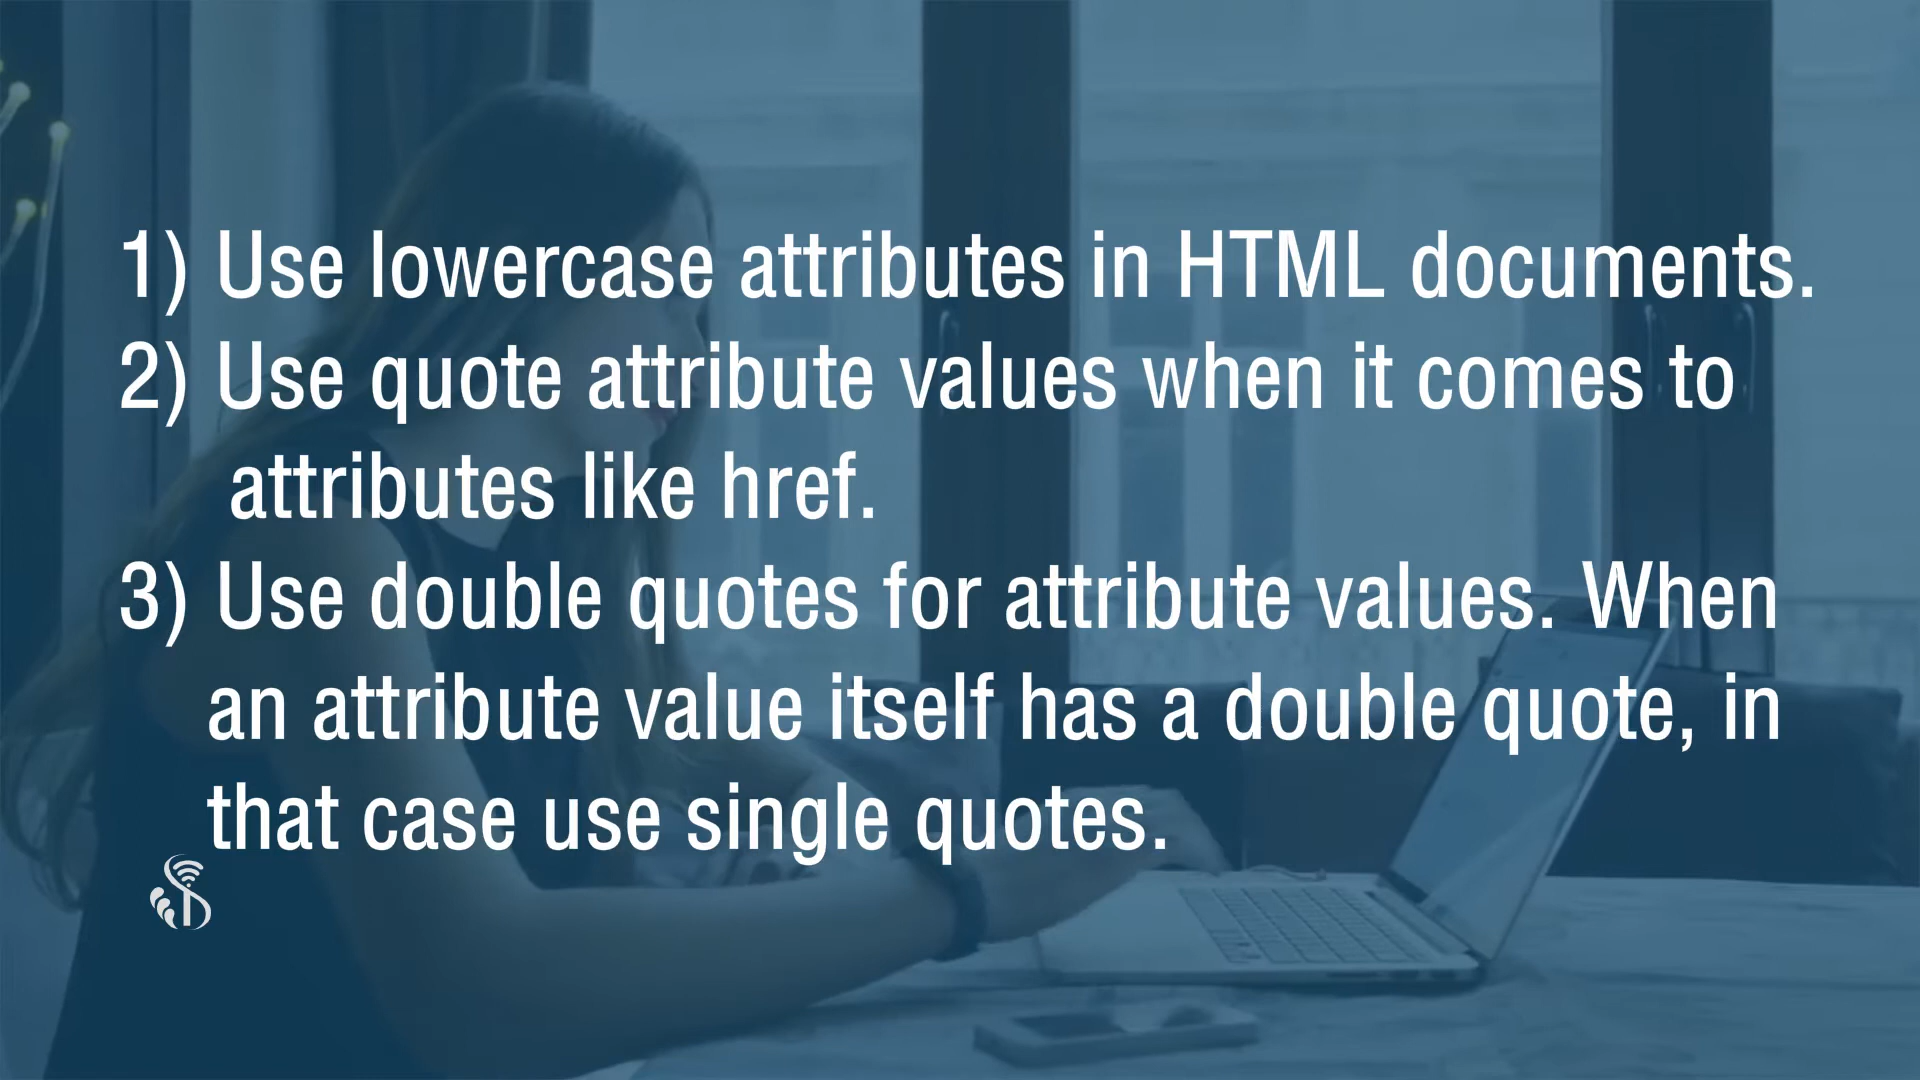 1) Use lowercase attributes in HTML documents.
2) Use quote attribute values when it comes to
attributes like href.
3) Use double quotes for attribute values. When
an attribute value itself has a double quote, in
that case use single quotes.